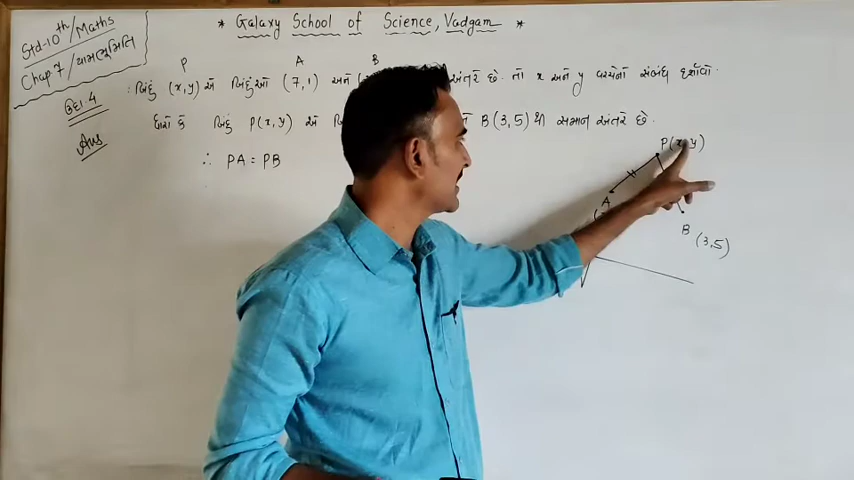 * Galaxy School of Science, Vadgam *
Std-10th/Maths
Chap 7/યામભૂમિતિ
P A B
ઉદા.4 બિંદુ (x,y) એ બિંદુઓ (7,1) અને અંતરે છે. તો x અને y વચ્ચેનો સંબંધ દર્શાવો.
Ans ધારો કે બિંદુ P(x,y) એ B(3,5) થી સમાન અંતરે છે.
∴ PA = PB
P(x,y)
A
B
(3,5)